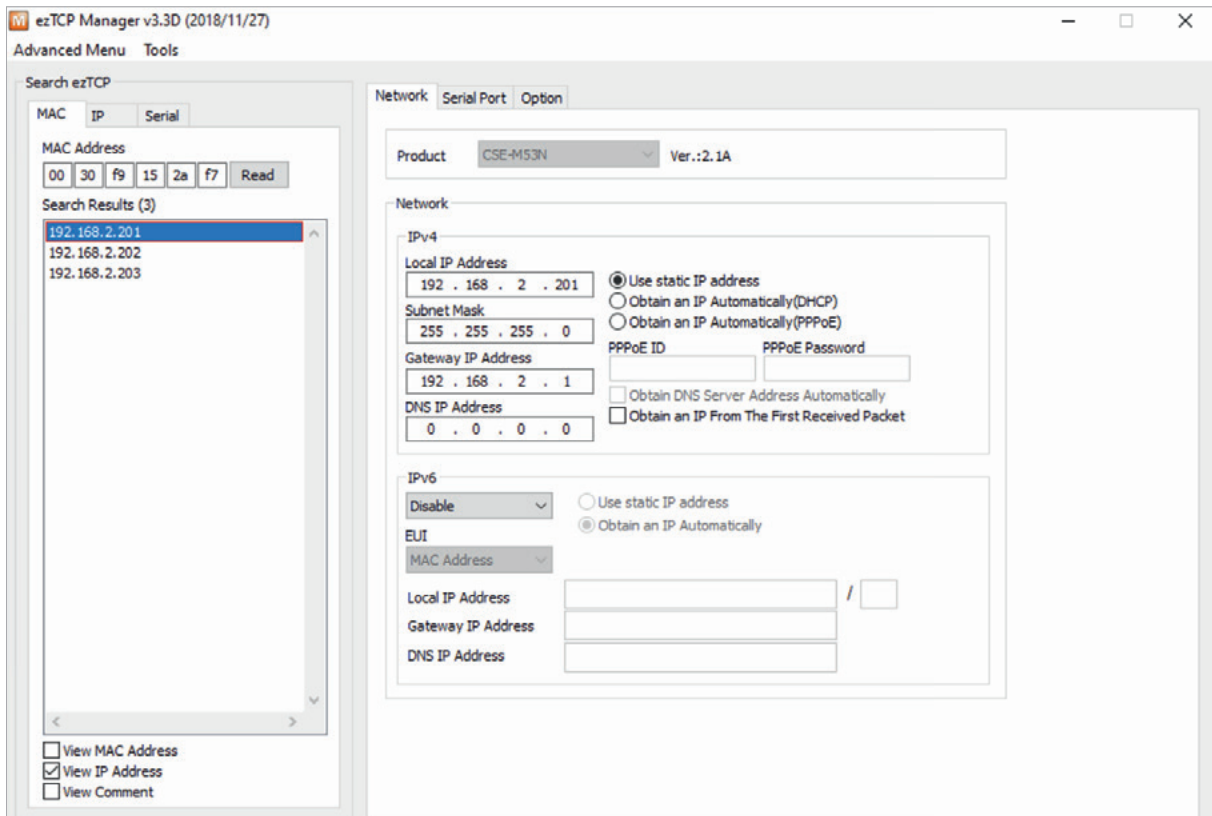 ezTCP Manager v3.3D (2018/11/27)
Advanced Menu Tools
Search ezTCP
MAC IP Serial
MAC Address
00 30 f9 15 2a f7 Read
Search Results (3)
192.168.2.201
192.168.2.202
192.168.2.203
View MAC Address
View IP Address
View Comment
Network Serial Port Option
Product CSE-M53N Ver.:2.1A
Network
IPv4
Local IP Address
192 . 168 . 2 . 201
Subnet Mask
255 . 255 . 255 . 0
Gateway IP Address
192 . 168 . 2 . 1
DNS IP Address
0 . 0 . 0 . 0
Use static IP address
Obtain an IP Automatically(DHCP)
Obtain an IP Automatically(PPPoE)
PPPoE ID PPPoE Password
Obtain DNS Server Address Automatically
Obtain an IP From The First Received Packet
IPv6
Disable
Use static IP address
Obtain an IP Automatically
EUI
MAC Address
Local IP Address /
Gateway IP Address
DNS IP Address